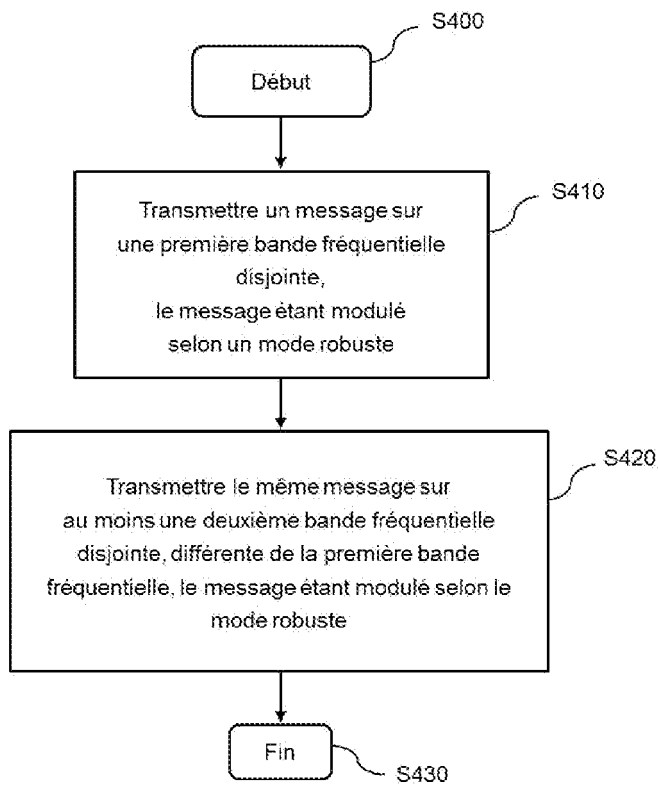 S400
Début
S410
Transmettre un message sur
une première bande fréquentielle
disjointe,
le message étant modulé
selon un mode robuste
S420
Transmettre le même message sur
au moins une deuxième bande fréquentielle
disjointe, différente de la première bande
fréquentielle, le message étant modulé selon le
mode robuste
Fin
S430